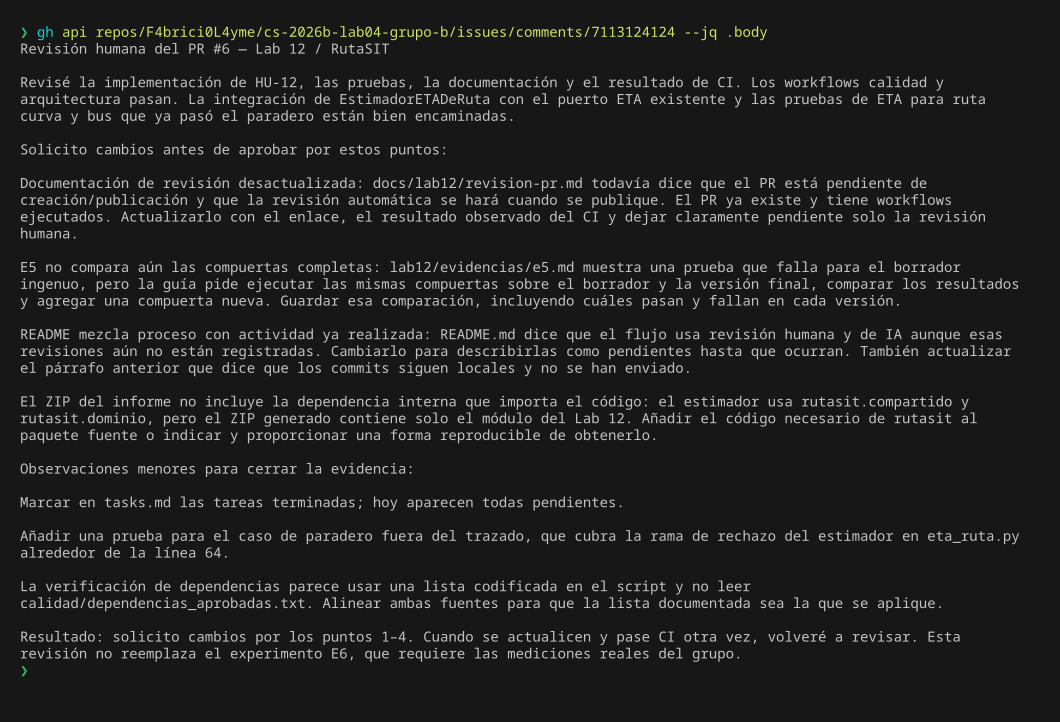 ❯ gh api repos/F4brici0L4yme/cs-2026b-lab04-grupo-b/issues/comments/7113124124 --jq .body
Revisión humana del PR #6 — Lab 12 / RutaSIT
Revisé la implementación de HU-12, las pruebas, la documentación y el resultado de CI. Los workflows calidad y
arquitectura pasan. La integración de EstimadorETADeRuta con el puerto ETA existente y las pruebas de ETA para ruta
curva y bus que ya pasó el paradero están bien encaminadas.
Solicito cambios antes de aprobar por estos puntos:
Documentación de revisión desactualizada: docs/lab12/revision-pr.md todavía dice que el PR está pendiente de
creación/publicación y que la revisión automática se hará cuando se publique. El PR ya existe y tiene workflows
ejecutados. Actualizarlo con el enlace, el resultado observado del CI y dejar claramente pendiente solo la revisión
humana.
E5 no compara aún las compuertas completas: lab12/evidencias/e5.md muestra una prueba que falla para el borrador
ingenuo, pero la guía pide ejecutar las mismas compuertas sobre el borrador y la versión final, comparar los resultados
y agregar una compuerta nueva. Guardar esa comparación, incluyendo cuáles pasan y fallan en cada versión.
README mezcla proceso con actividad ya realizada: README.md dice que el flujo usa revisión humana y de IA aunque esas
revisiones aún no están registradas. Cambiarlo para describirlas como pendientes hasta que ocurran. También actualizar
el párrafo anterior que dice que los commits siguen locales y no se han enviado.
El ZIP del informe no incluye la dependencia interna que importa el código: el estimador usa rutasit.compartido y
rutasit.dominio, pero el ZIP generado contiene solo el módulo del Lab 12. Añadir el código necesario de rutasit al
paquete fuente o indicar y proporcionar una forma reproducible de obtenerlo.
Observaciones menores para cerrar la evidencia:
Marcar en tasks.md las tareas terminadas; hoy aparecen todas pendientes.
Añadir una prueba para el caso de paradero fuera del trazado, que cubra la rama de rechazo del estimador en eta_ruta.py
alrededor de la línea 64.
La verificación de dependencias parece usar una lista codificada en el script y no leer
calidad/dependencias_aprobadas.txt. Alinear ambas fuentes para que la lista documentada sea la que se aplique.
Resultado: solicito cambios por los puntos 1–4. Cuando se actualicen y pase CI otra vez, volveré a revisar. Esta
revisión no reemplaza el experimento E6, que requiere las mediciones reales del grupo.
❯